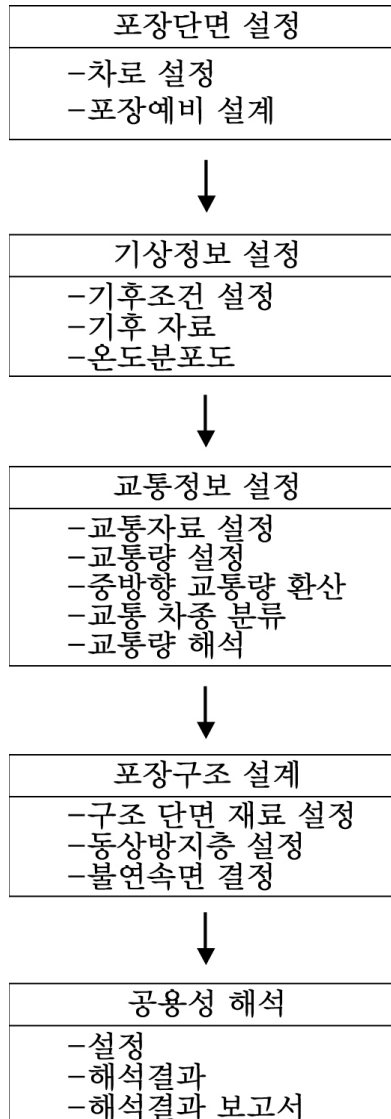 포장단면 설정
-차로 설정
-포장예비 설계
기상정보 설정
-기후조건 설정
-기후 자료
-온도분포도
교통정보 설정
-교통자료 설정
-교통량 설정
-중방향 교통량 환산
-교통 차종 분류
-교통량 해석
포장구조 설계
-구조 단면 재료 설정
-동상방지층 설정
-불연속면 결정
공용성 해석
-설정
-해석결과
-해석결과 보고서